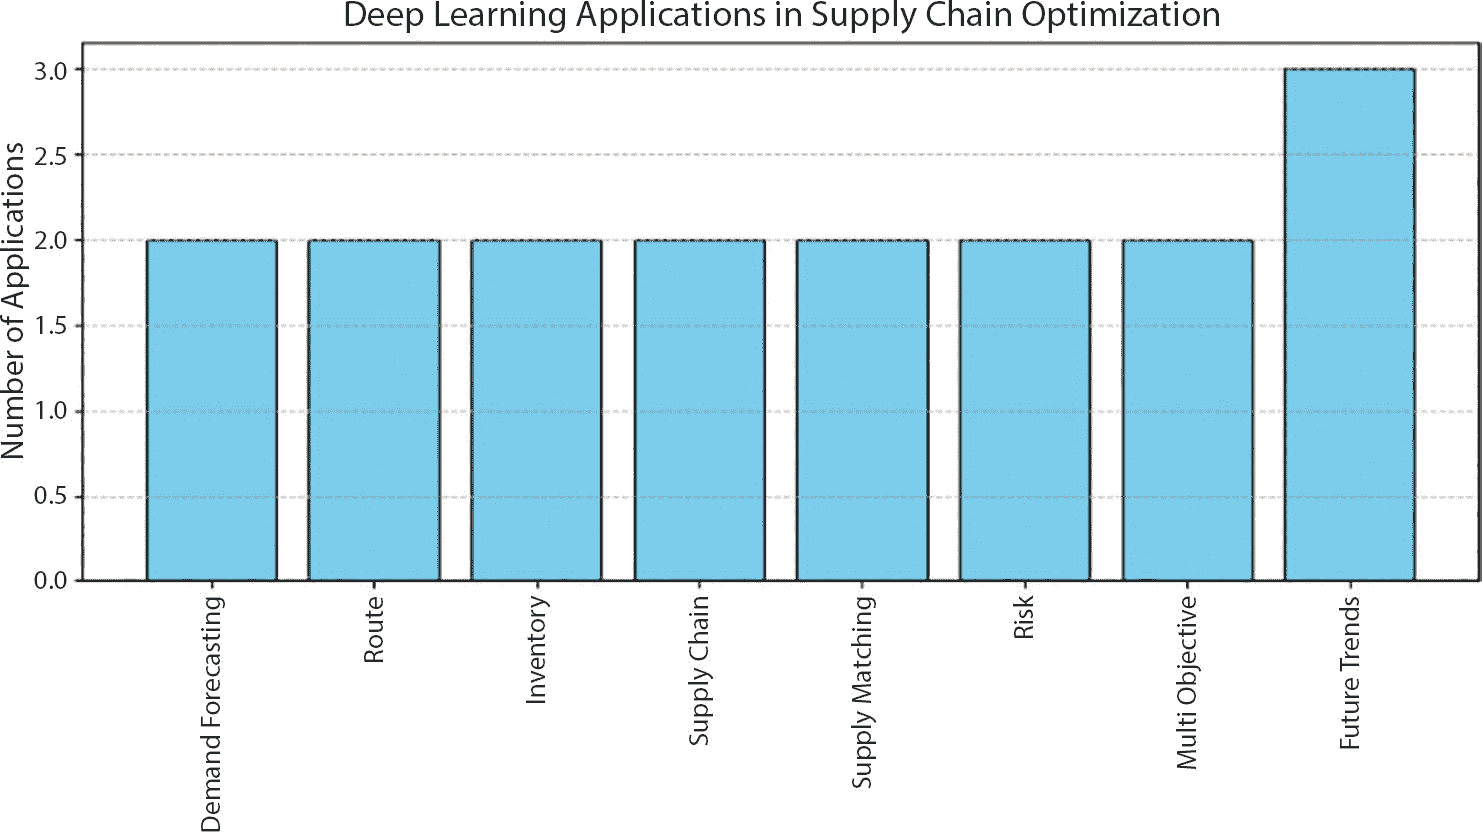 Deep Learning Applications in Supply Chain Optimization
Number of Applications
3.0
2.5
2.0
1.5
1.0
0.5
0.0
Demand Forecasting
Route
Inventory
Supply Chain
Supply Matching
Risk
Multi Objective
Future Trends